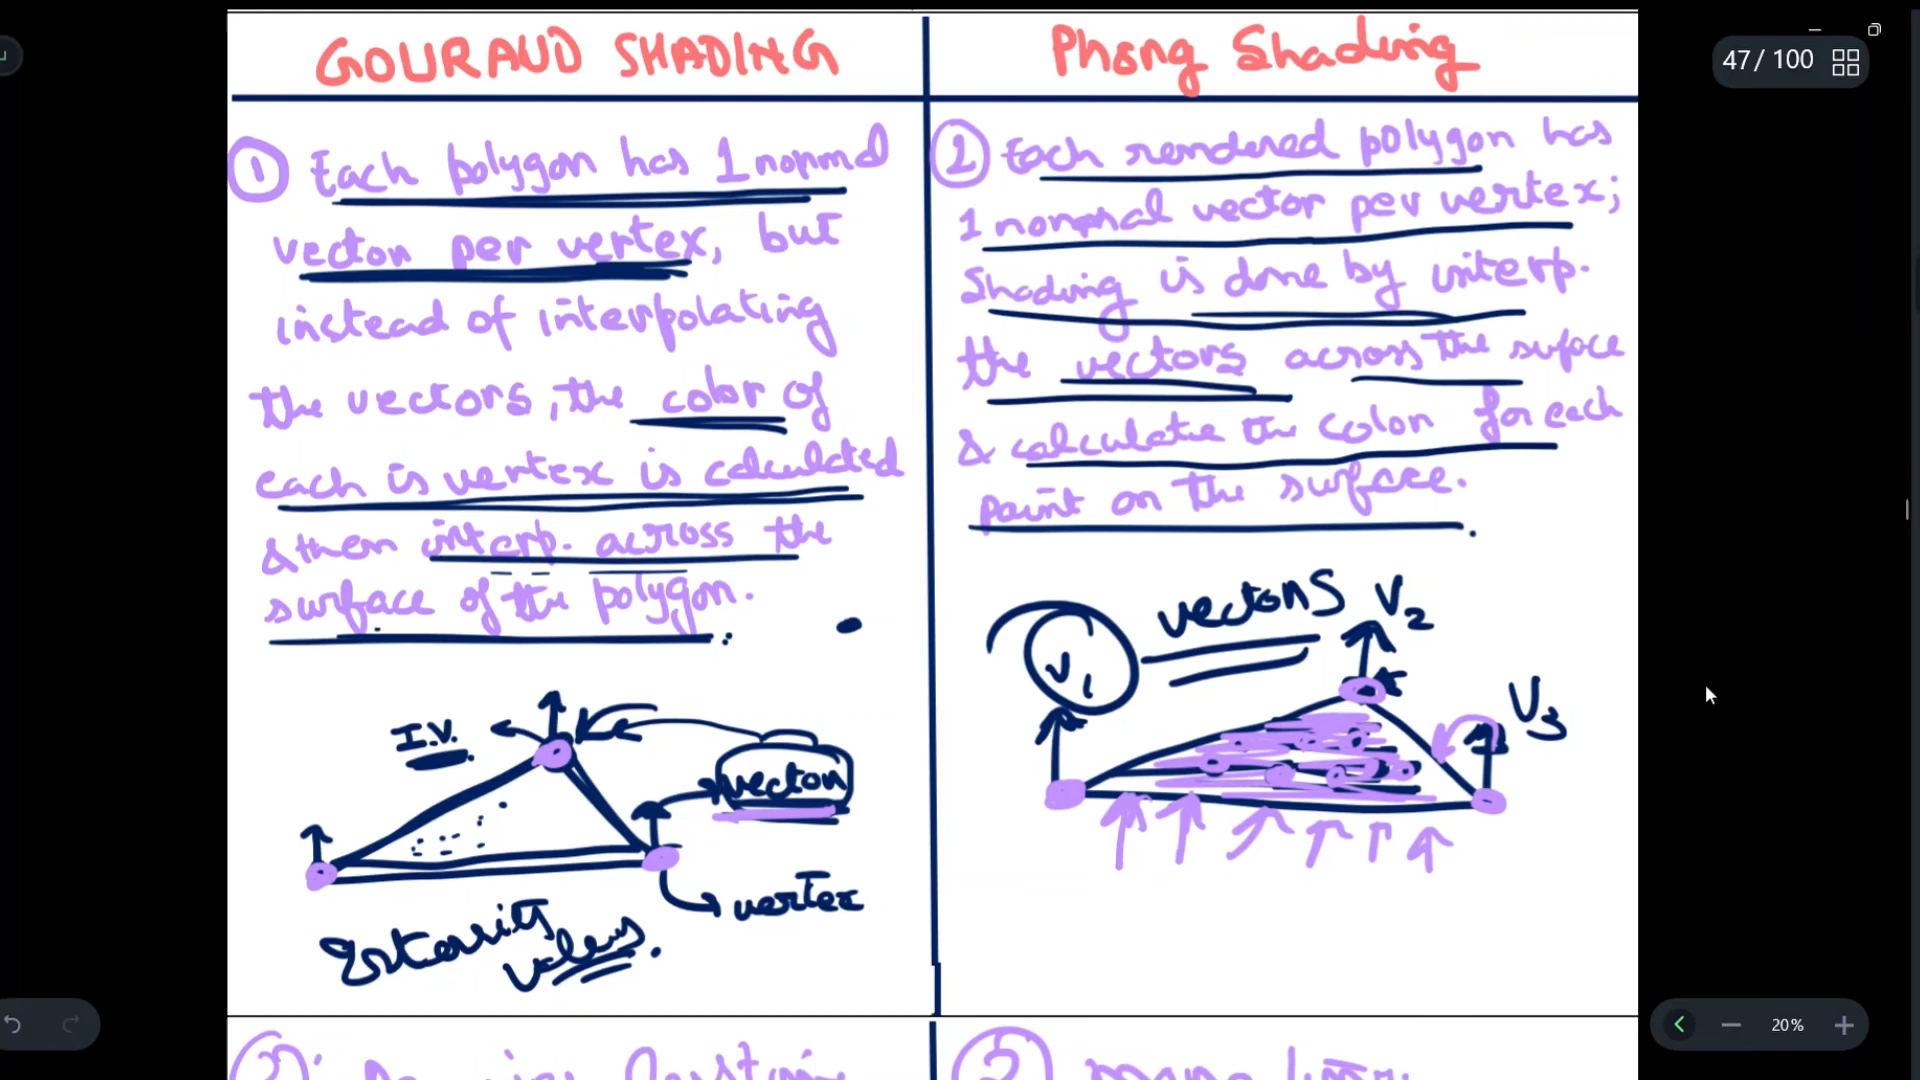 GOURAUD SHADING
① Each polygon has 1 normal
vector per vertex, but
instead of interpolating
the vectors, the color of
each is vertex is calculated
& then interp. across the
surface of the polygon.
I.V.
vector
vertex
Intensity
values.
Phong Shading
② Each rendered polygon has
1 normal vector per vertex;
Shading is done by interp.
the vectors across the surface
& calculate the color for each
point on the surface.
vectors
V1
V2
V3
47 / 100
20%